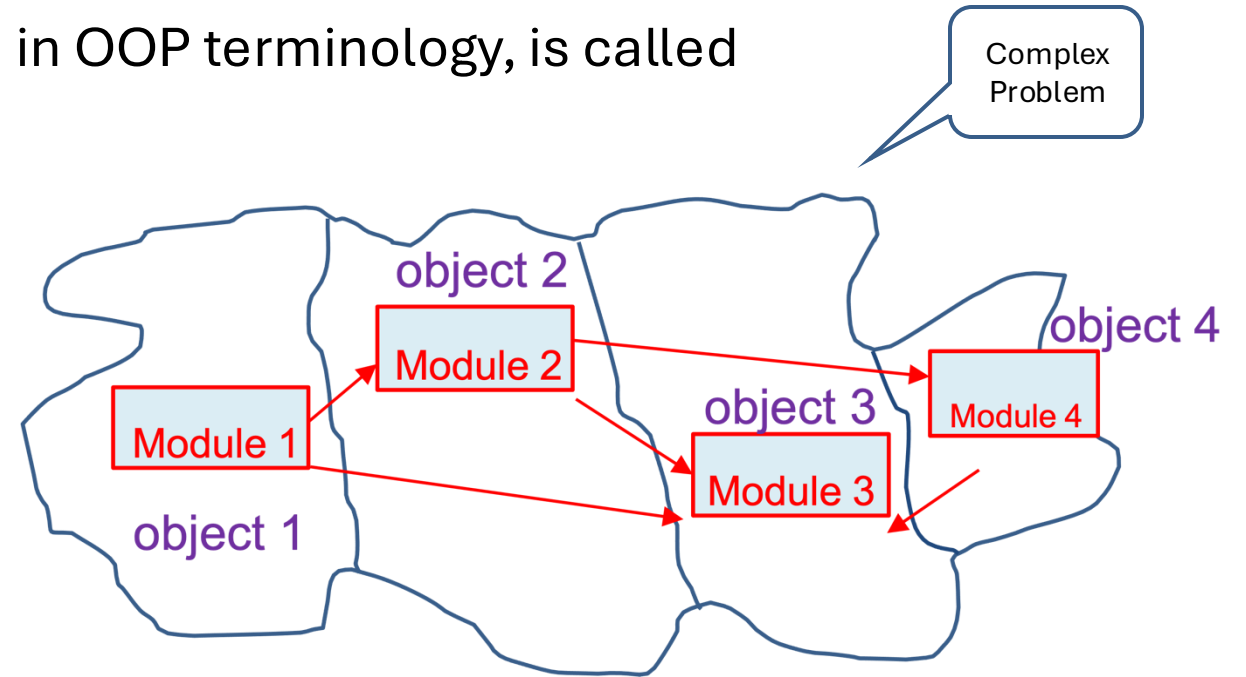 in OOP terminology, is called
Complex
Problem
object 2
object 4
Module 2
object 3
Module 4
Module 1
Module 3
object 1